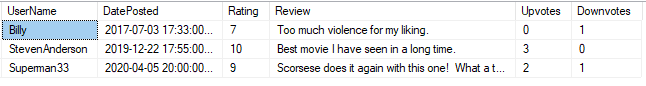 UserName DatePosted Rating Review Upvotes Downvotes
Billy 2017-07-03 17:33:00... 7 Too much violence for my liking. 0 1
StevenAnderson 2019-12-22 17:55:00... 10 Best movie I have seen in a long time. 3 0
Superman33 2020-04-05 20:00:00... 9 Scorsese does it again with this one! What a t... 2 1